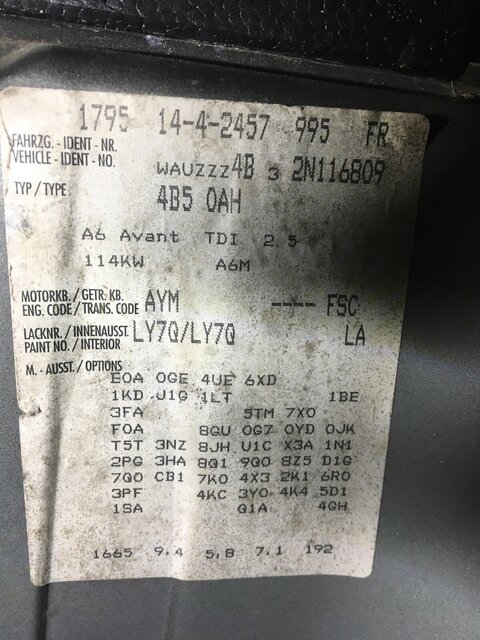 1795 14-4-2457 995 FR
FAHRZG.-IDENT-NR.
VEHICLE-IDENT-NO. WAUZZZ4B 3 2N116809
TYP / TYPE 4B5 0AH
A6 Avant TDI 2.5
114KW A6M
MOTORKB. / GETR. KB.
ENG. CODE / TRANS. CODE AYM ---- FSC
LACKNR. / INNENAUSST.
PAINT NO. / INTERIOR LY7Q/LY7Q LA
M.-AUSST. / OPTIONS
E0A 0GE 4UE 6XD
1KD J1G 1LT 1BE
3FA 5TM 7X0
F0A 8GU 0G7 0YD 0JK
T5T 3NZ 8JH U1C X3A 1N1
2PG 3HA 8Q1 9Q0 8Z5 D1G
7Q0 CB1 7K0 4X3 2K1 6R0
3PF 4KC 3Y0 4K4 5D1
1SA Q1A 4GH
1665 9,4 5,8 7,1 192